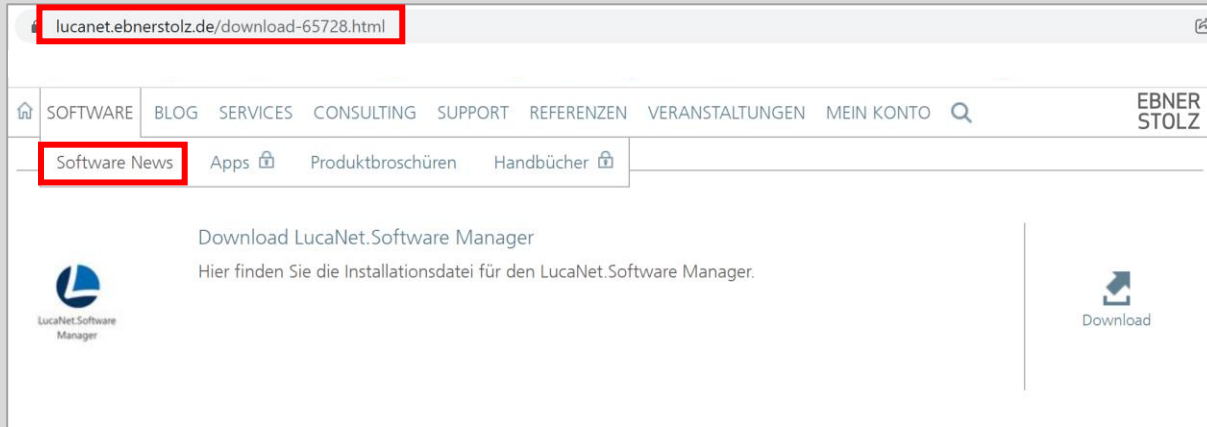 lucanet.ebnerstolz.de/download-65728.html
SOFTWARE BLOG SERVICES CONSULTING SUPPORT REFERENZEN VERANSTALTUNGEN MEIN KONTO
EBNER
STOLZ
Software News Apps Produktbroschüren Handbücher
Download LucaNet.Software Manager
Hier finden Sie die Installationsdatei für den LucaNet.Software Manager.
LucaNet.Software
Manager
Download